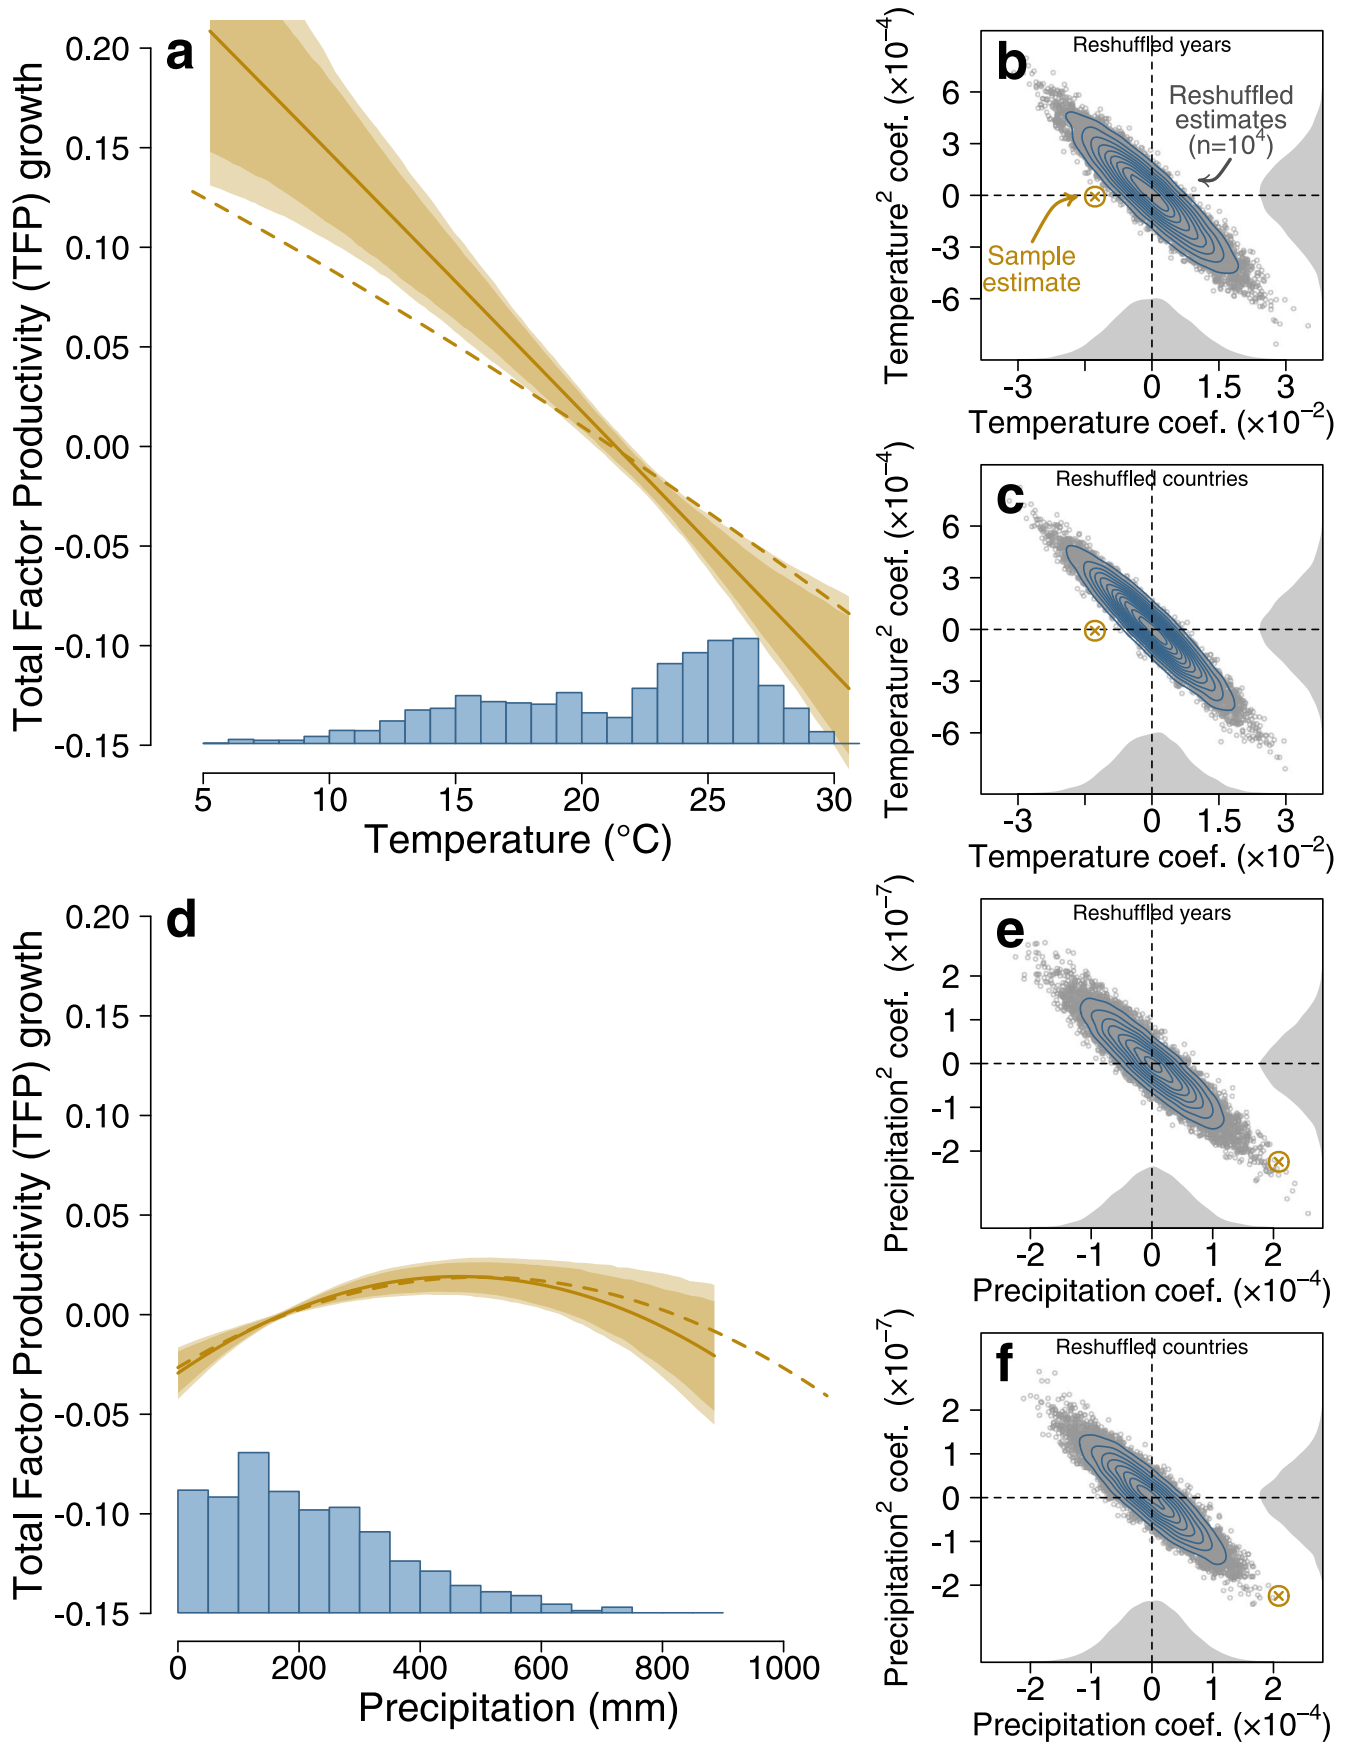 a
Total Factor Productivity (TFP) growth
0.20
0.15
0.10
0.05
0.00
-0.05
-0.10
-0.15
5
10
15
20
25
30
Temperature (°C)
b
Reshuffled years
Reshuffled
estimates
(n=10⁴)
Sample
estimate
Temperature² coef. (×10⁻⁴)
6
3
0
-3
-6
-3
0
1.5
3
Temperature coef. (×10⁻²)
c
Reshuffled countries
Temperature² coef. (×10⁻⁴)
6
3
0
-3
-6
-3
0
1.5
3
Temperature coef. (×10⁻²)
d
Total Factor Productivity (TFP) growth
0.20
0.15
0.10
0.05
0.00
-0.05
-0.10
-0.15
0
200
400
600
800
1000
Precipitation (mm)
e
Reshuffled years
Precipitation² coef. (×10⁻⁷)
2
1
0
-1
-2
-2
-1
0
1
2
Precipitation coef. (×10⁻⁴)
f
Reshuffled countries
Precipitation² coef. (×10⁻⁷)
2
1
0
-1
-2
-2
-1
0
1
2
Precipitation coef. (×10⁻⁴)